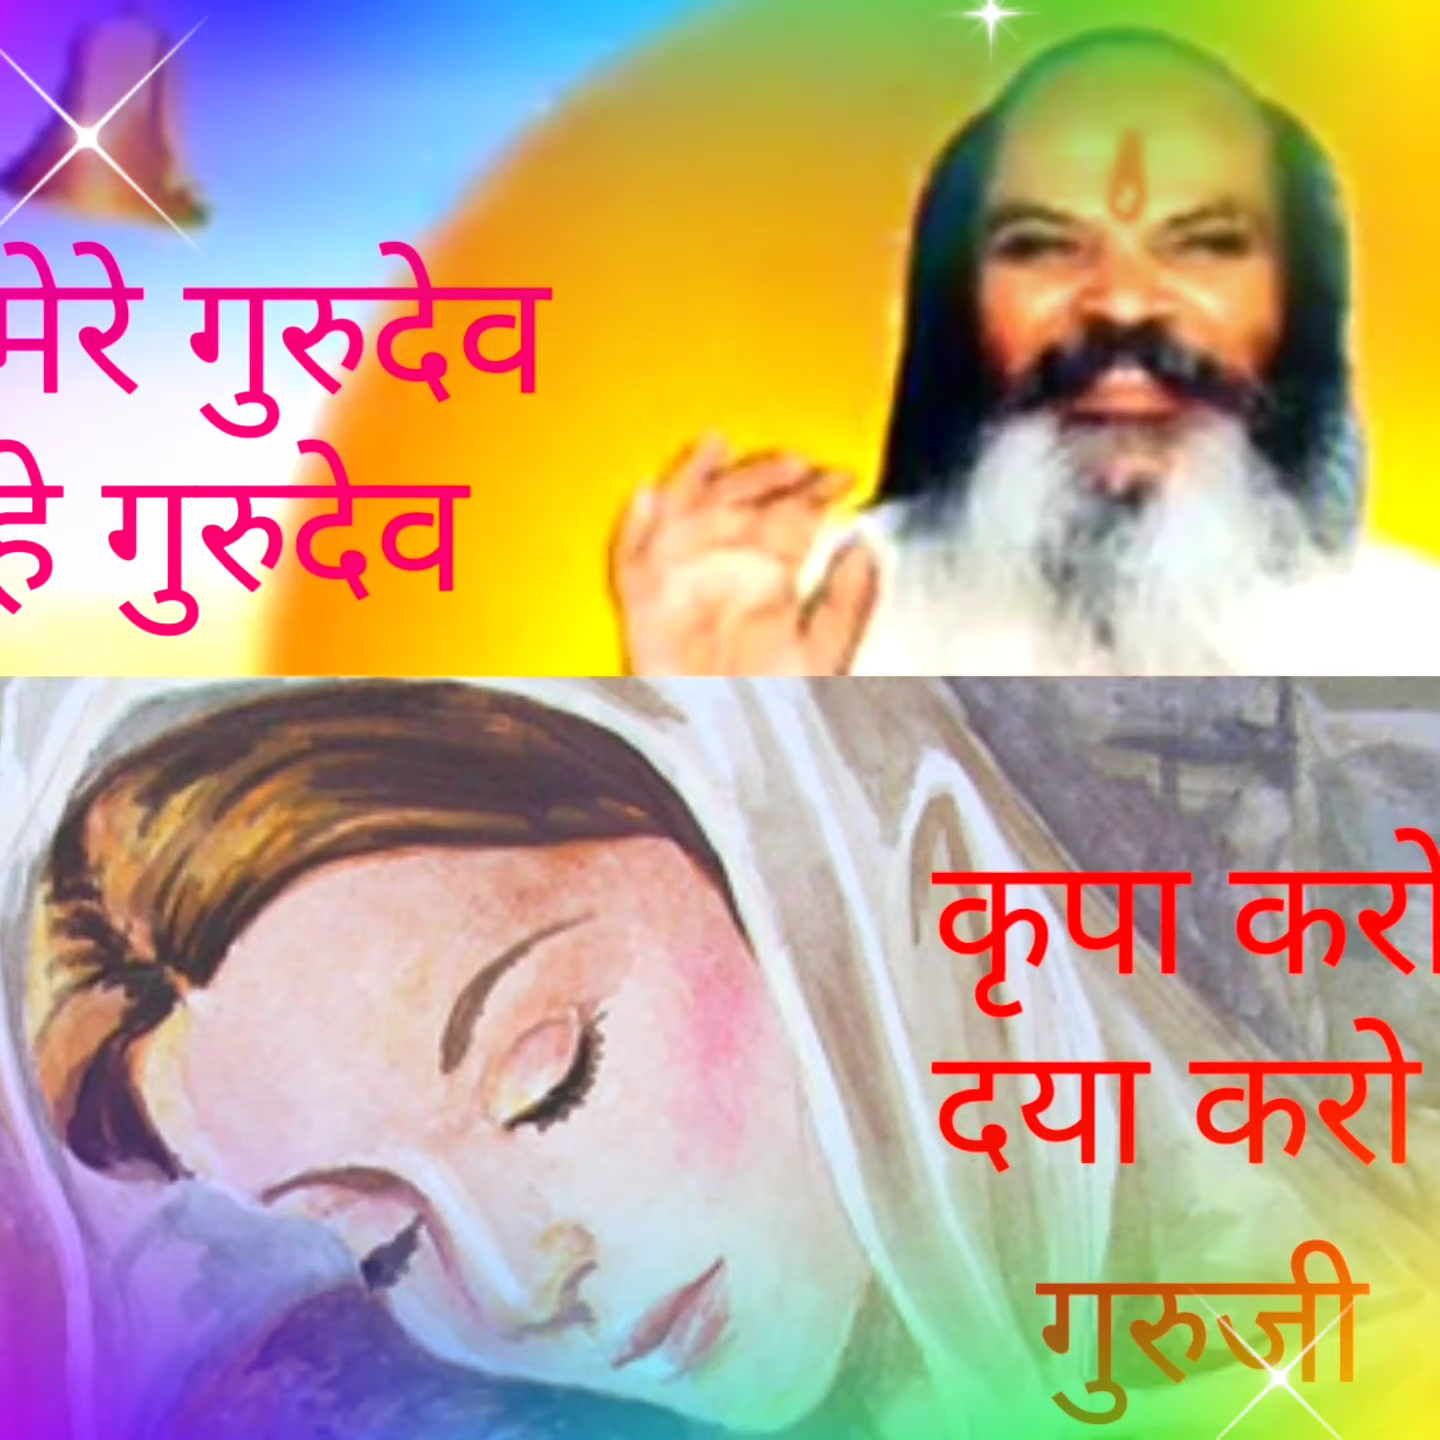 मेरे गुरुदेव
हे गुरुदेव
कृपा करो
दया करो
गुरुजी